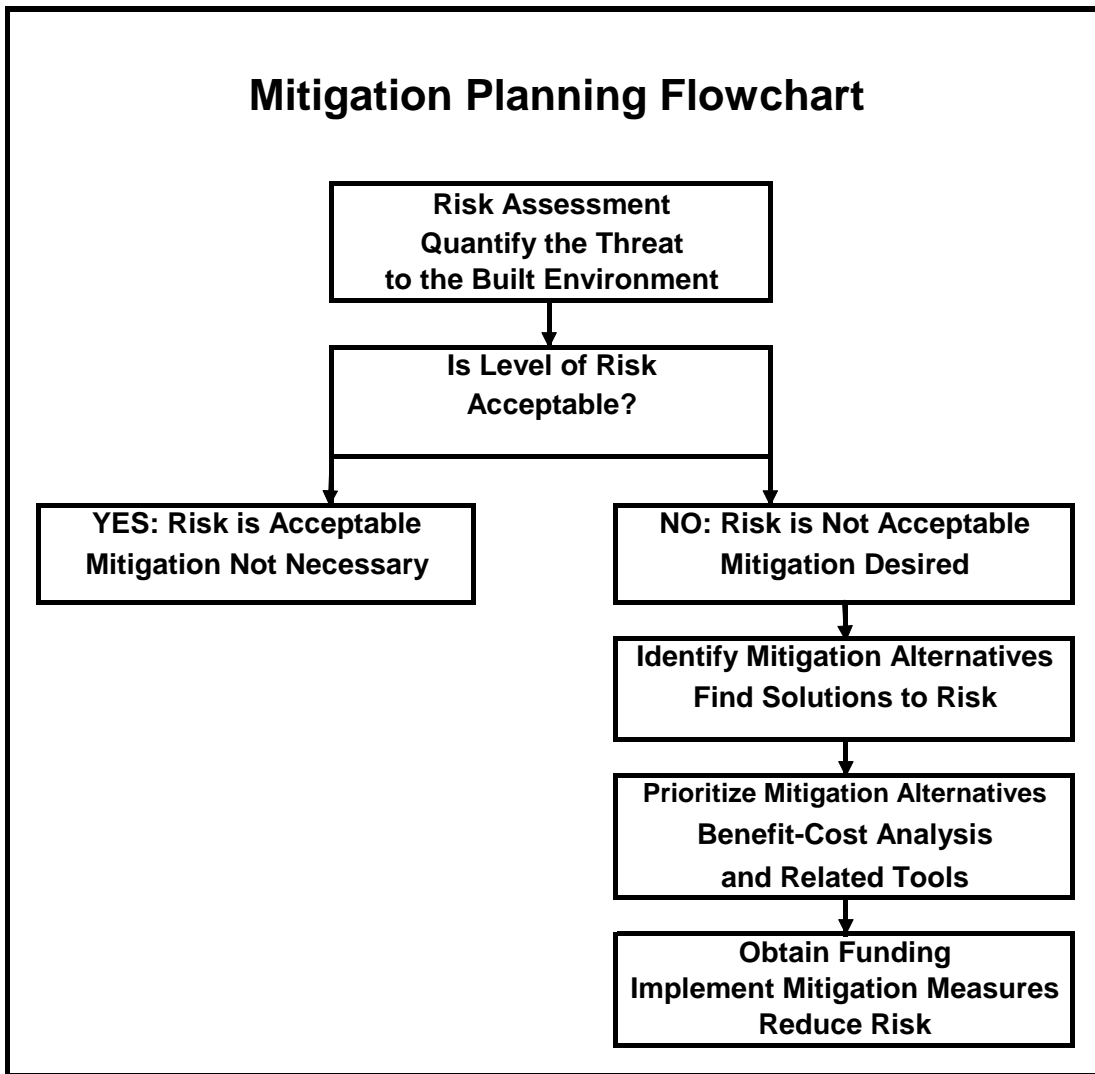 Mitigation Planning Flowchart
Risk Assessment
Quantify the Threat
to the Built Environment
Is Level of Risk
Acceptable?
YES: Risk is Acceptable
Mitigation Not Necessary
NO: Risk is Not Acceptable
Mitigation Desired
Identify Mitigation Alternatives
Find Solutions to Risk
Prioritize Mitigation Alternatives
Benefit-Cost Analysis
and Related Tools
Obtain Funding
Implement Mitigation Measures
Reduce Risk